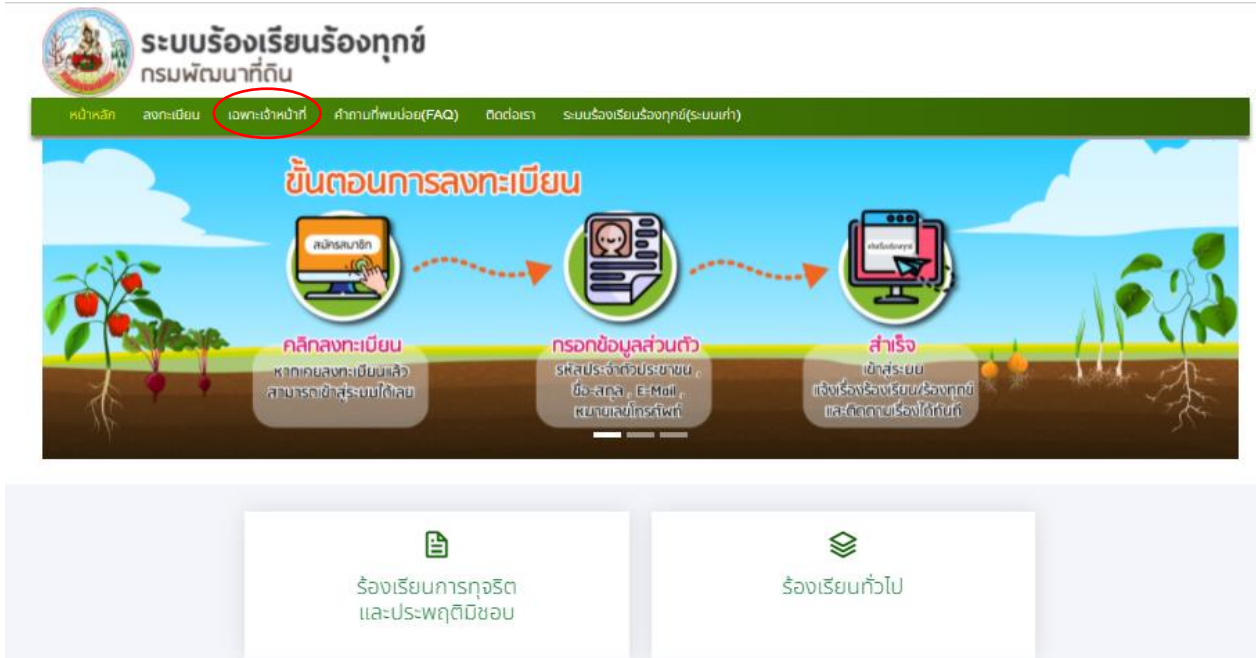 ระบบร้องเรียนร้องทุกข์
กรมพัฒนาที่ดิน
หน้าหลัก ลงทะเบียน เฉพาะเจ้าหน้าที่ คำถามที่พบบ่อย(FAQ) ติดต่อเรา ระบบร้องเรียนร้องทุกข์(ระบบเก่า)
ขั้นตอนการลงทะเบียน
สมัครสมาชิก
คลิกลงทะเบียน
หากเคยลงทะเบียนแล้ว
สามารถเข้าสู่ระบบได้เลย
กรอกข้อมูลส่วนตัว
รหัสประจำตัวประชาชน ,
ชื่อ-สกุล , E-Mail ,
หมายเลขโทรศัพท์
สำเร็จ
เข้าสู่ระบบ
แจ้งเรื่องร้องเรียน/ร้องทุกข์
และติดตามเรื่องได้ทันที
ร้องเรียนการทุจริต
และประพฤติมิชอบ
ร้องเรียนทั่วไป